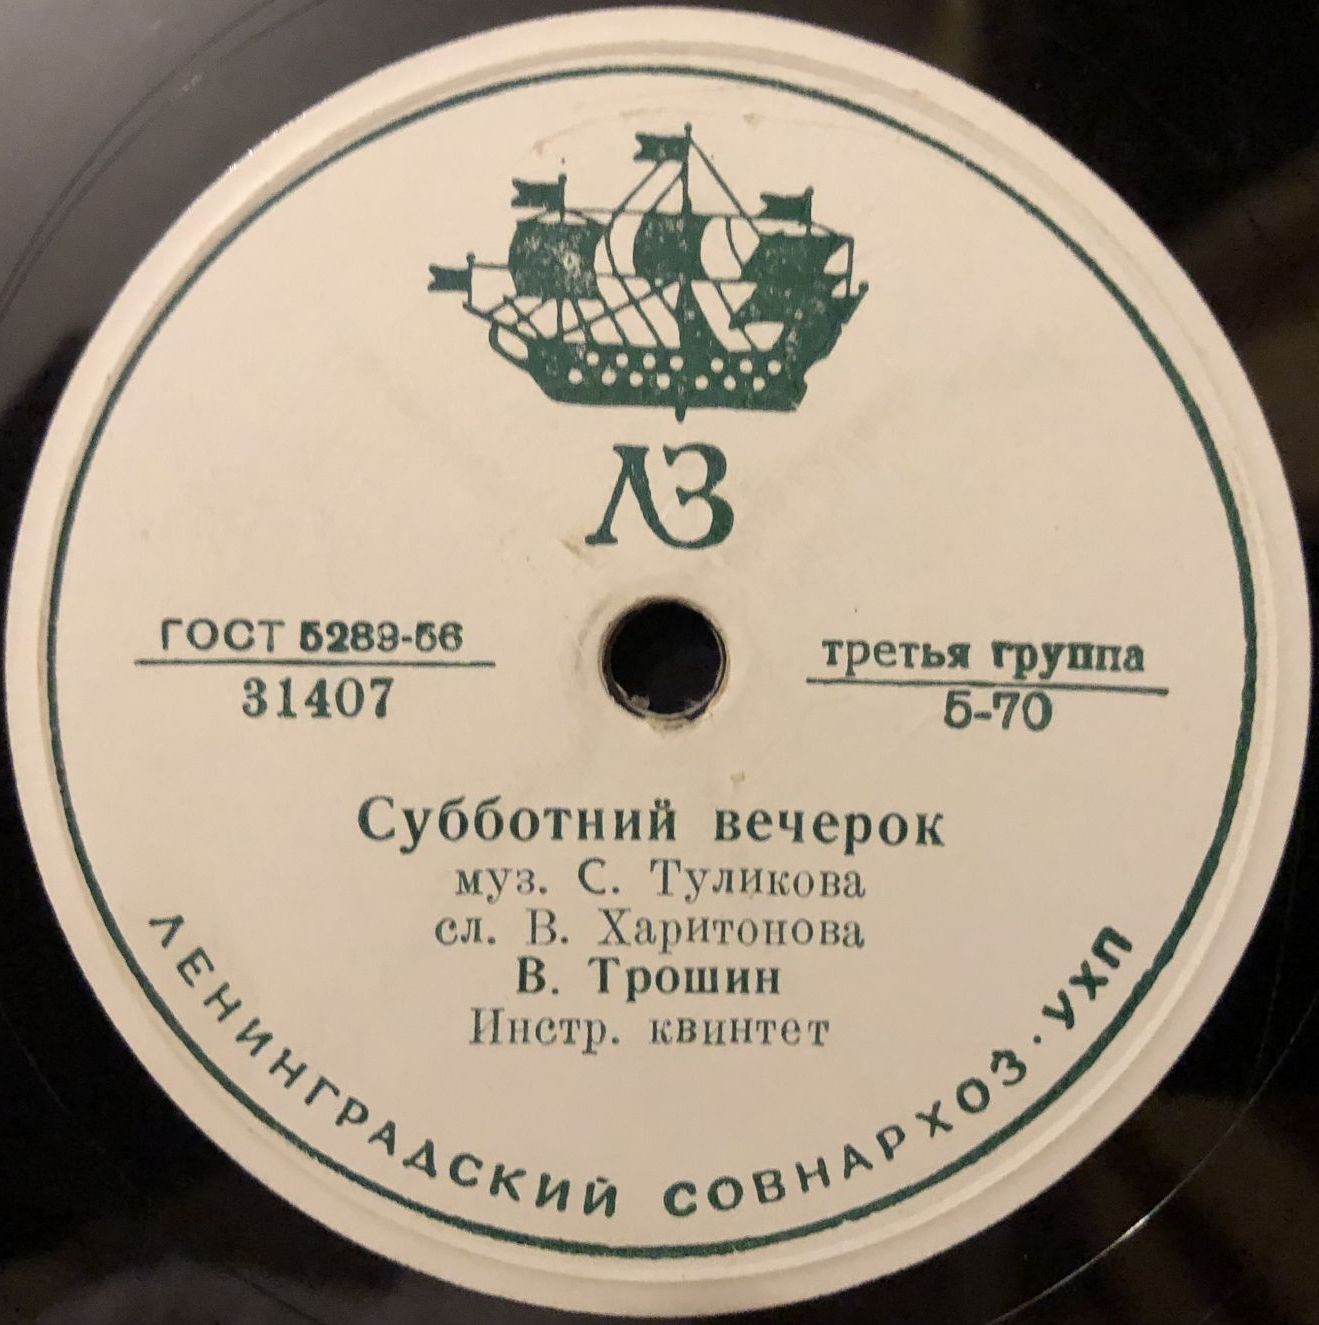 ЛЗ
ГОСТ 5289-56
31407
третья группа
5-70
Субботний вечерок
муз. С. Туликова
сл. В. Харитонова
В. Трошин
Инстр. квинтет
ЛЕНИНГРАДСКИЙ СОВНАРХОЗ · УХП